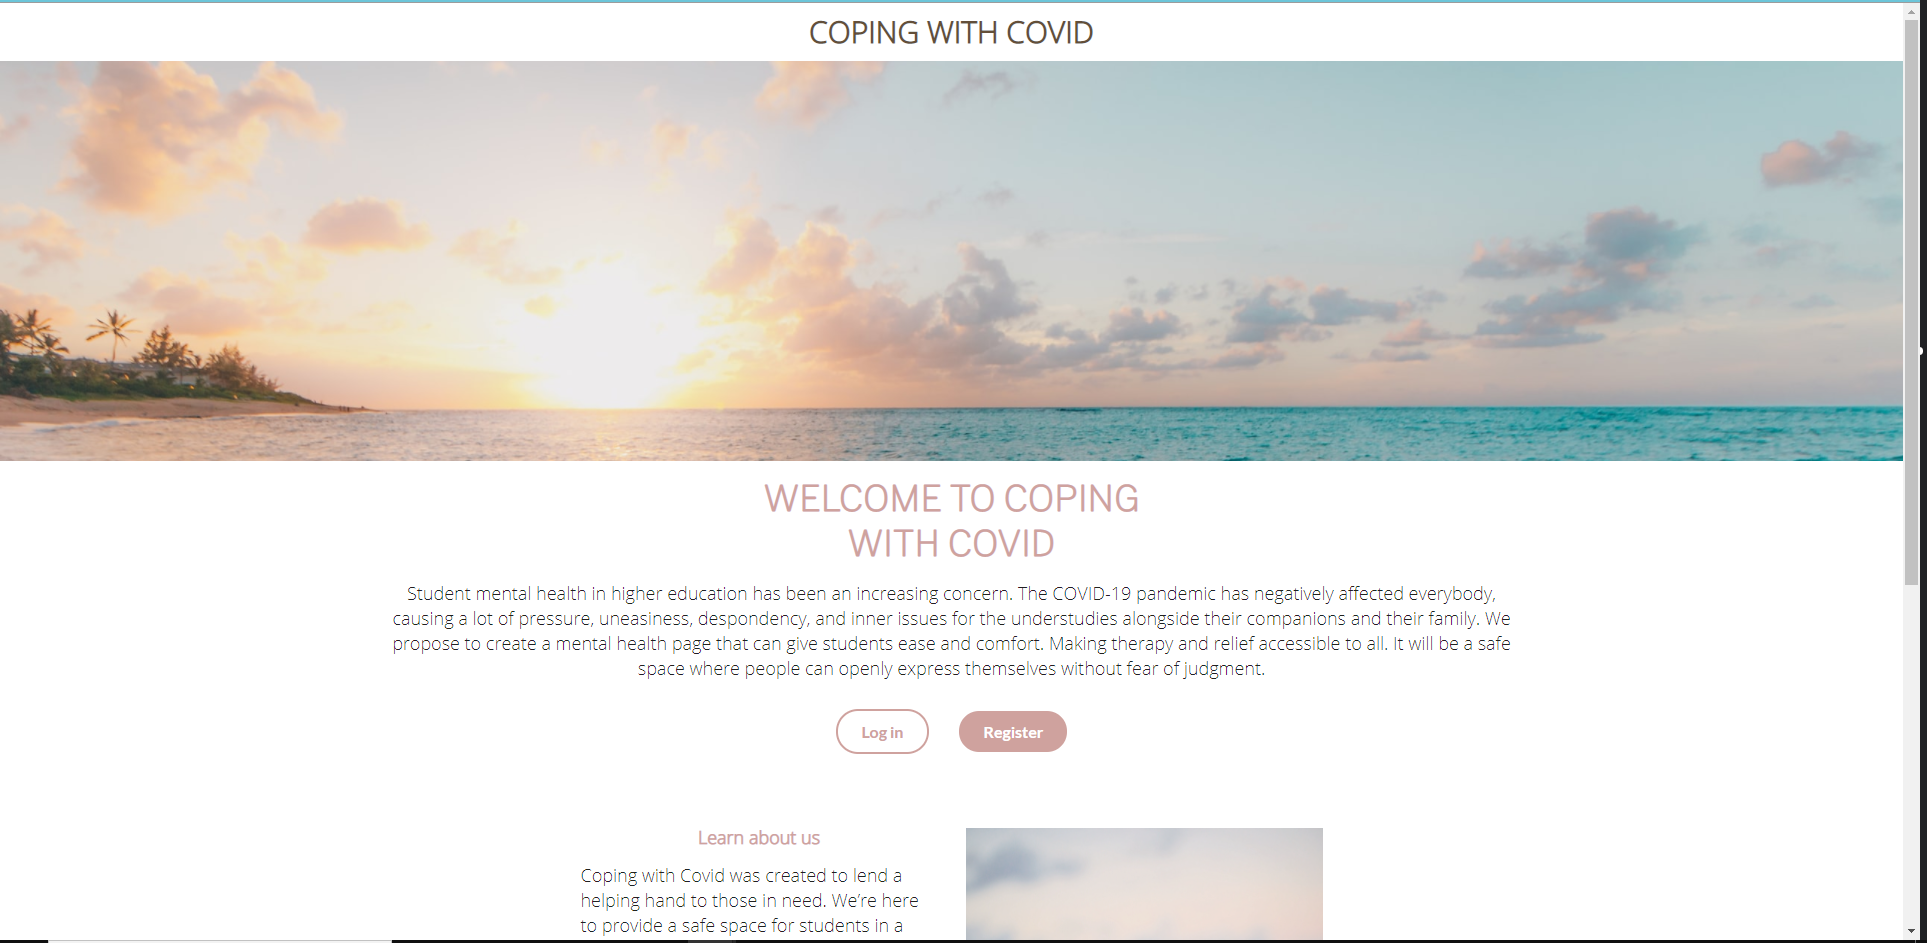 COPING WITH COVID
WELCOME TO COPING
WITH COVID
Student mental health in higher education has been an increasing concern. The COVID-19 pandemic has negatively affected everybody,
causing a lot of pressure, uneasiness, despondency, and inner issues for the understudies alongside their companions and their family. We
propose to create a mental health page that can give students ease and comfort. Making therapy and relief accessible to all. It will be a safe
space where people can openly express themselves without fear of judgment.
Log in
Register
Learn about us
Coping with Covid was created to lend a
helping hand to those in need. We’re here
to provide a safe space for students in a